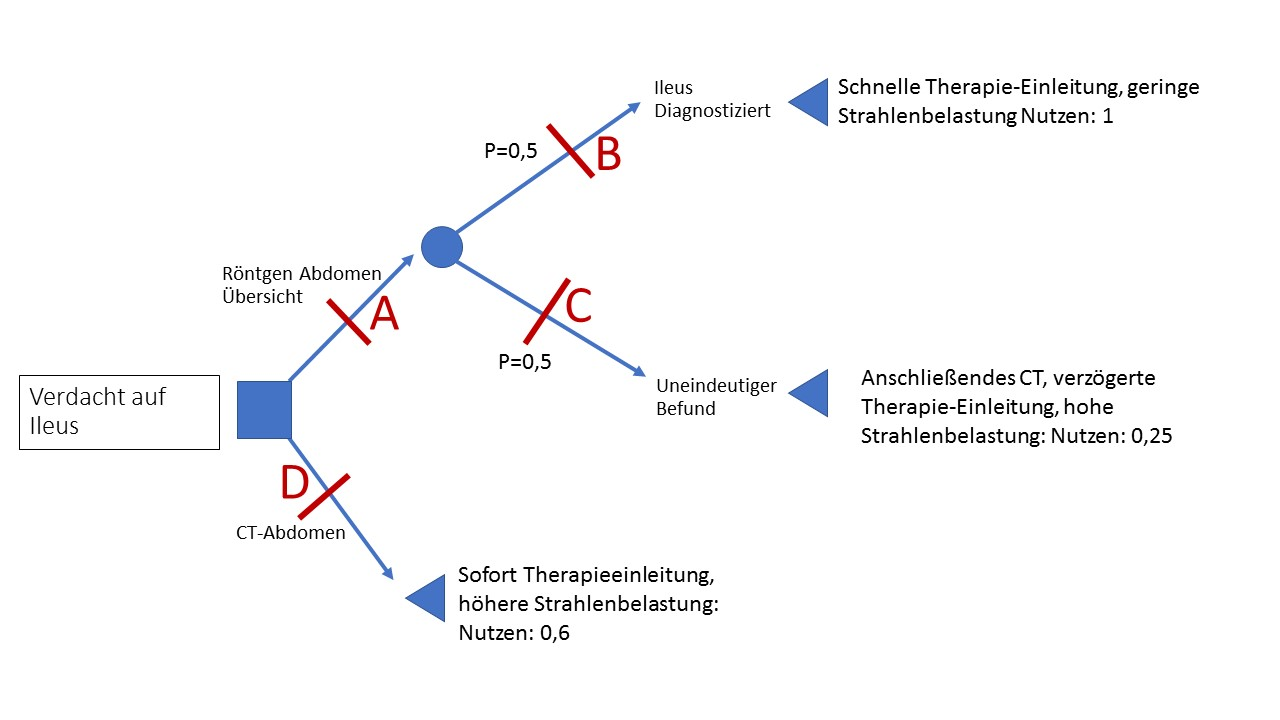 Ileus
Diagnostiziert
Schnelle Therapie-Einleitung, geringe
Strahlenbelastung Nutzen: 1
P=0,5
B
Röntgen Abdomen
Übersicht
A
C
P=0,5
Verdacht auf
Ileus
Uneindeutiger
Befund
Anschließendes CT, verzögerte
Therapie-Einleitung, hohe
Strahlenbelastung: Nutzen: 0,25
D
CT-Abdomen
Sofort Therapieeinleitung,
höhere Strahlenbelastung:
Nutzen: 0,6